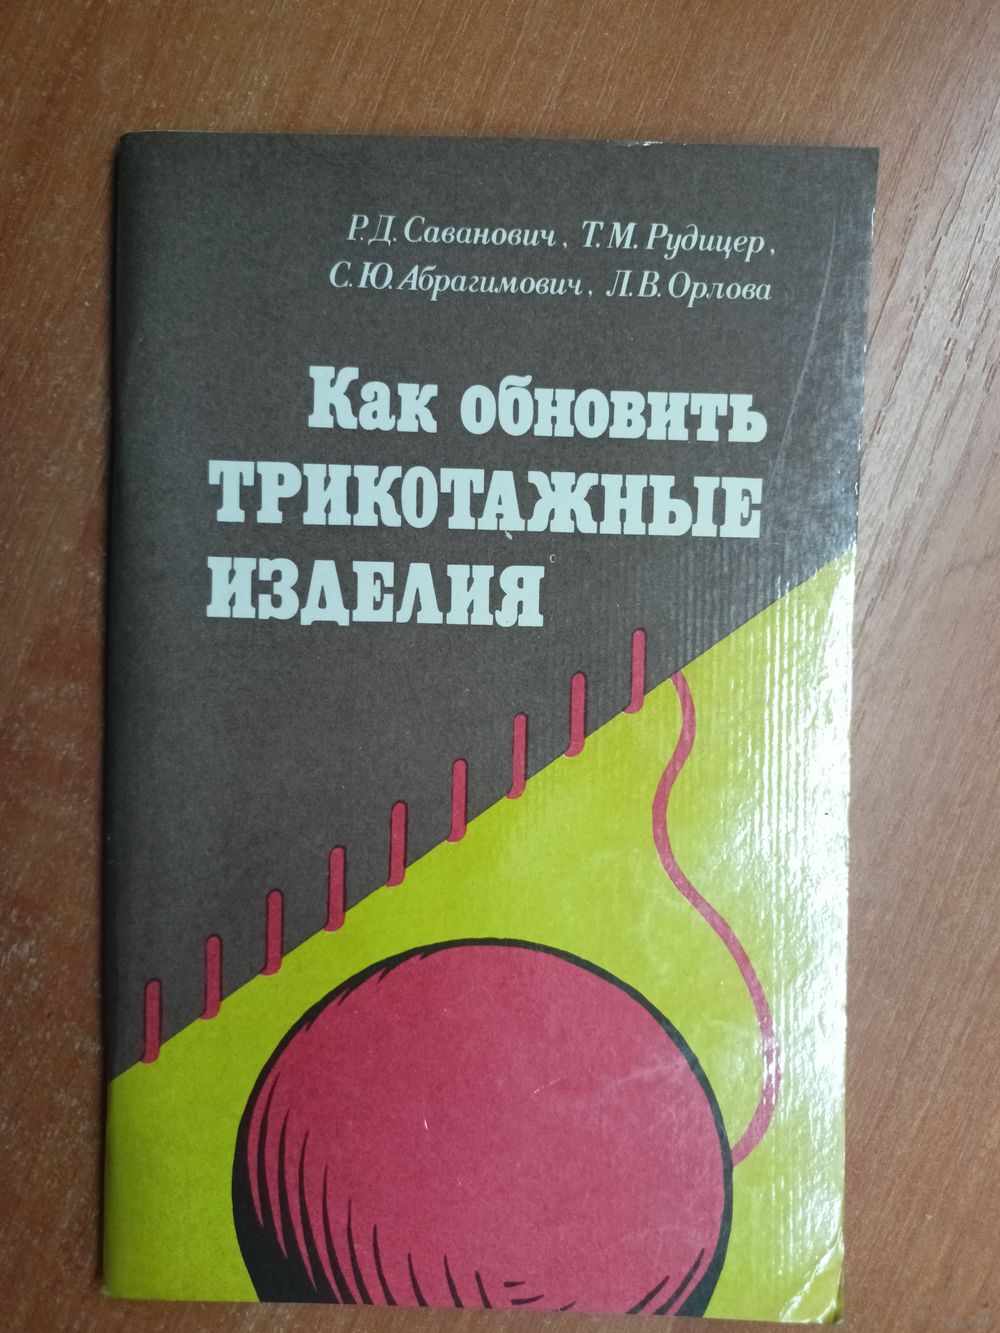 Р.Д. Саванович, Т.М. Рудицер,
С.Ю. Абрагимович, Л.В. Орлова
Как обновить
ТРИКОТАЖНЫЕ
ИЗДЕЛИЯ